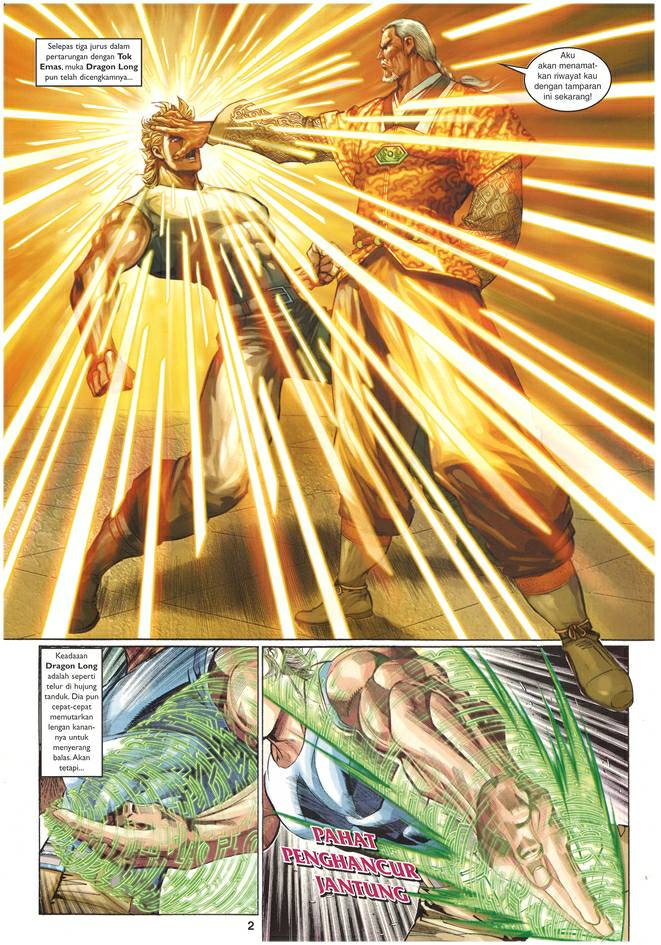 Selepas tiga jurus dalam
pertarungan dengan Tok
Emas, muka Dragon Long
pun telah dicengkamnya...
Aku
akan menamat-
kan riwayat kau
dengan tamparan
ini sekarang!
Keadaaan
Dragon Long
adalah seperti
telur di hujung
tanduk. Dia pun
cepat-cepat
memutarkan
lengan kanan-
nya untuk
menyerang
balas. Akan
tetapi...
PAHAT
PENGHANCUR
JANTUNG
2